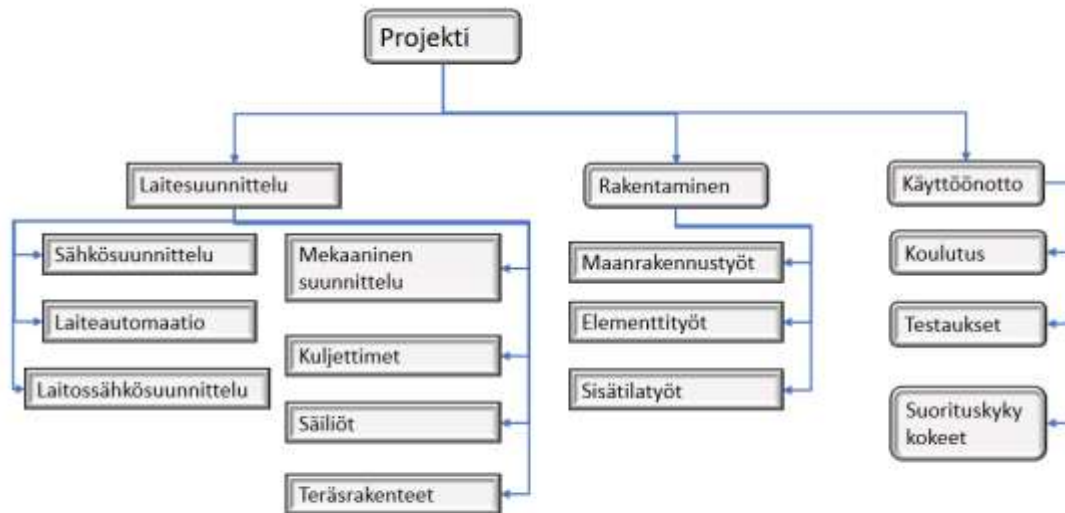 Projekti
Laitesuunnittelu
Sähkösuunnittelu
Laiteautomaatio
Laitossähkösuunnittelu
Mekaaninen
suunnittelu
Kuljettimet
Säiliöt
Teräsrakenteet
Rakentaminen
Maanrakennustyöt
Elementtityöt
Sisätilatyöt
Käyttöönotto
Koulutus
Testaukset
Suorituskyky
kokeet